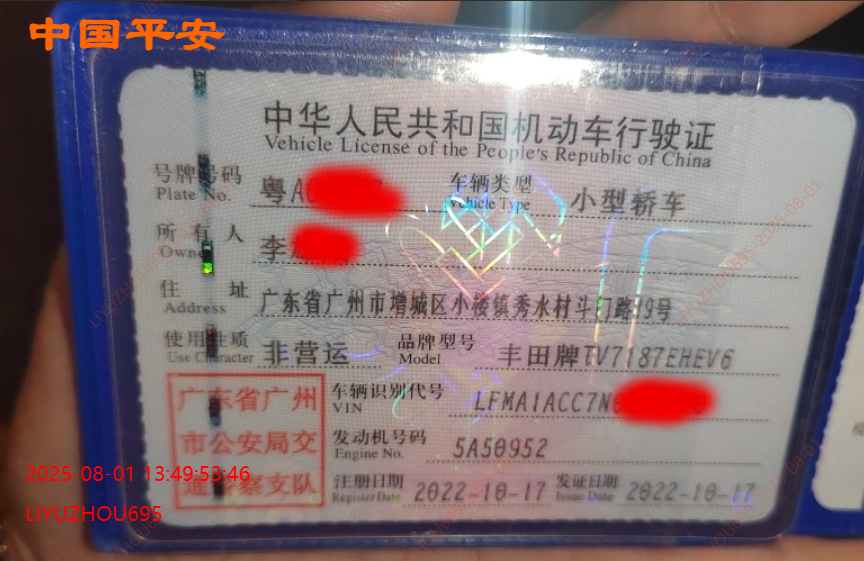 中国平安
中华人民共和国机动车行驶证
Vehicle License of the People's Republic of China
号牌号码 粤A 车辆类型 小型轿车
Plate No. Vehicle Type
所有人 李
Owner
住址 广东省广州市增城区小楼镇秀水村斗门路39号
Address
使用性质 非营运 品牌型号 丰田牌TV7187EHEV6
Use Character Model
广东省广州 车辆识别代号 LFMA1ACC7N
VIN
市公安局交 发动机号码 5A50952
Engine No.
2025-08-01 13:49:53:46
通警察支队 注册日期 2022-10-17 发证日期 2022-10-17
Register Date Issue Date
LIYUZHOU695